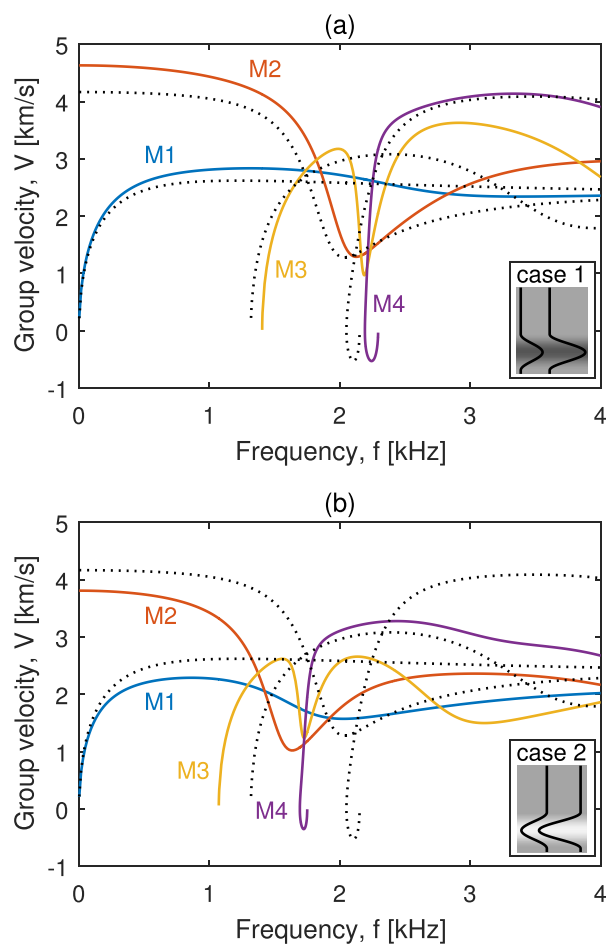 (a)
5
4
3
2
1
0
-1
Group velocity, V [km/s]
M2
M1
M3
M4
case 1
0 1 2 3 4
Frequency, f [kHz]
(b)
5
4
3
2
1
0
-1
Group velocity, V [km/s]
M2
M1
M3
M4
case 2
0 1 2 3 4
Frequency, f [kHz]